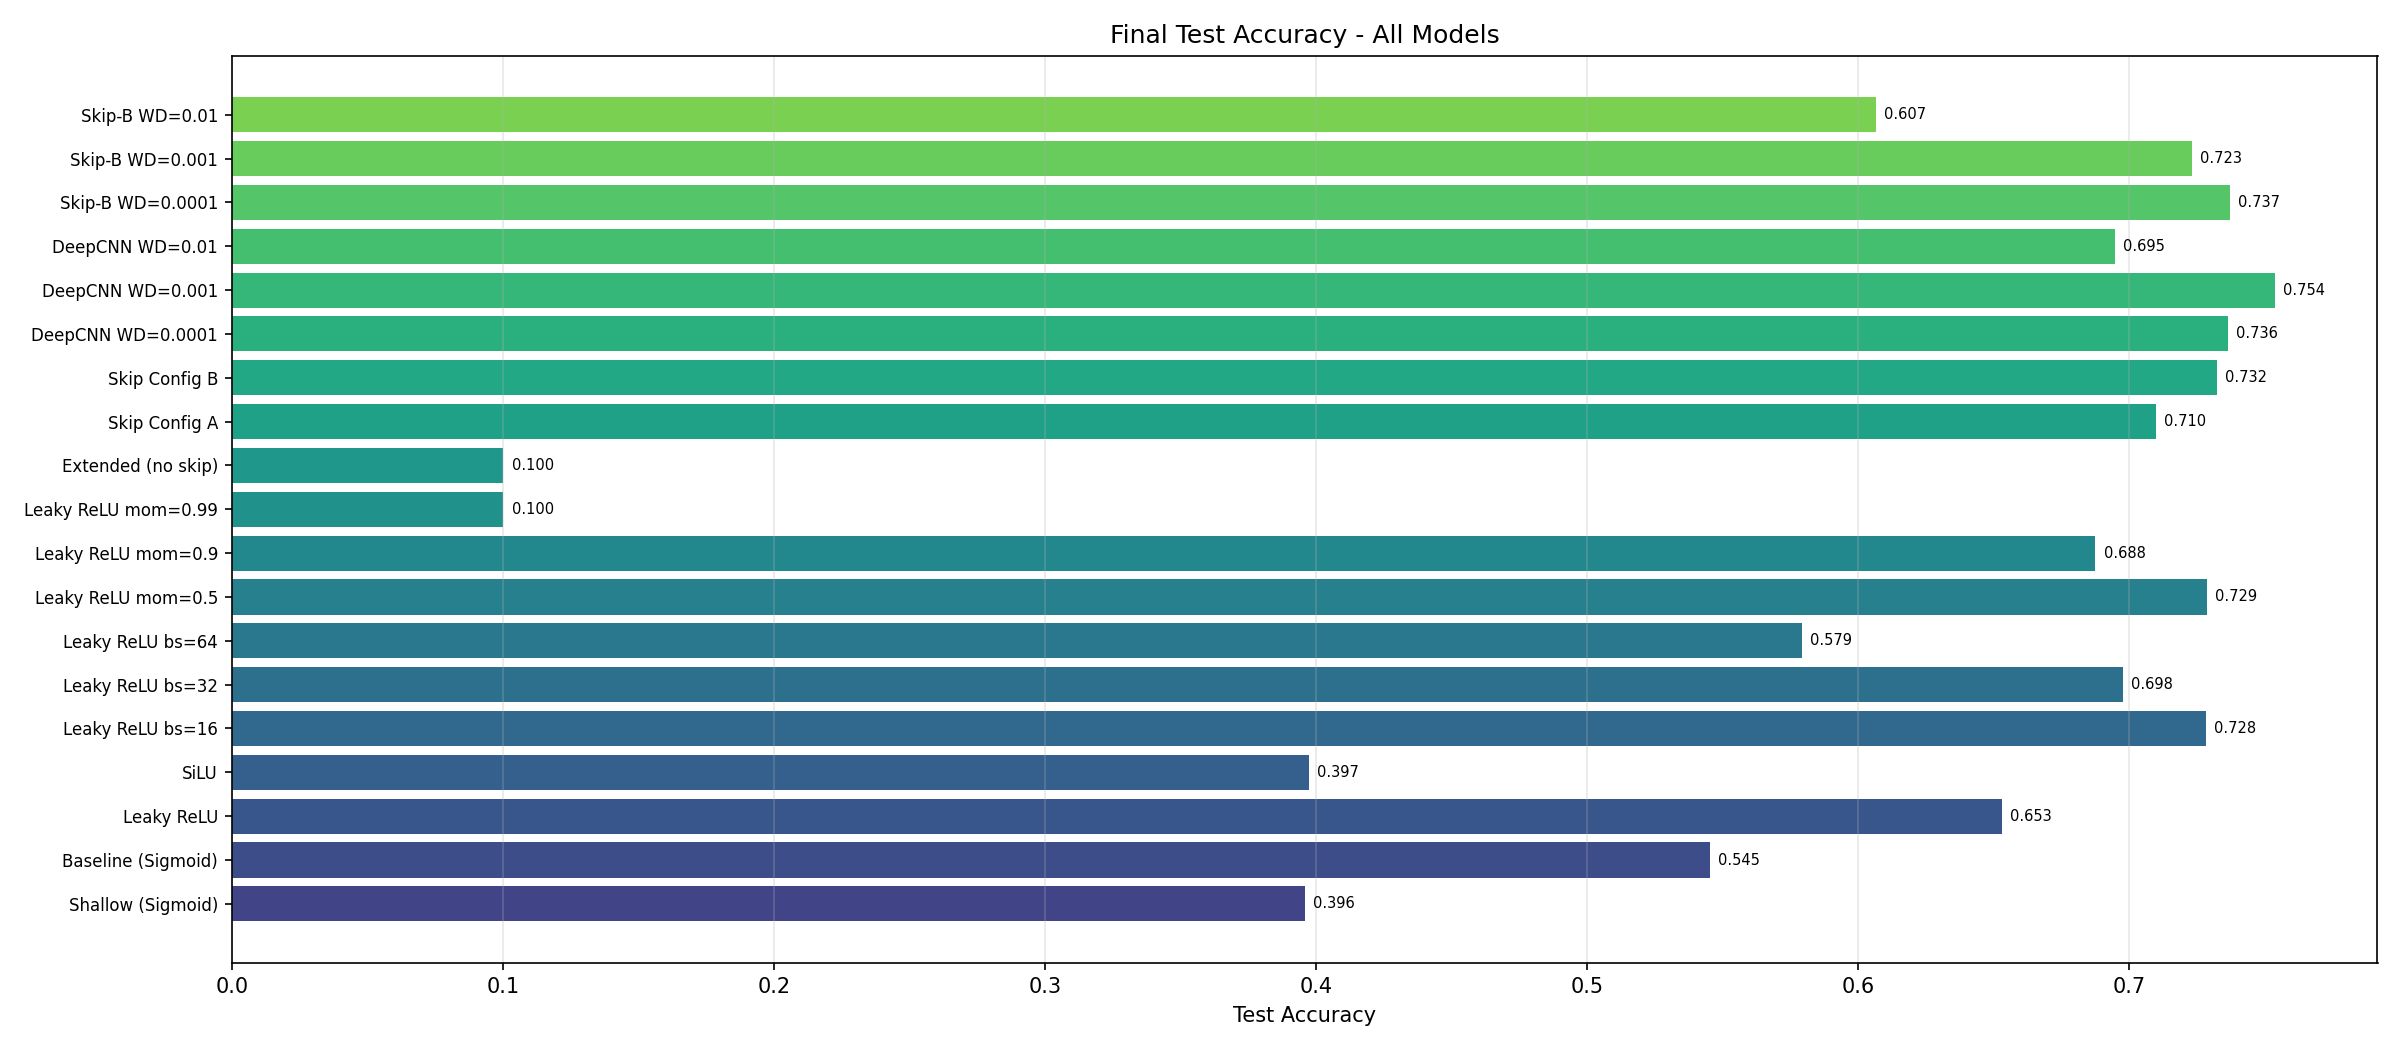 Final Test Accuracy - All Models
Skip-B WD=0.01 0.607
Skip-B WD=0.001 0.723
Skip-B WD=0.0001 0.737
DeepCNN WD=0.01 0.695
DeepCNN WD=0.001 0.754
DeepCNN WD=0.0001 0.736
Skip Config B 0.732
Skip Config A 0.710
Extended (no skip) 0.100
Leaky ReLU mom=0.99 0.100
Leaky ReLU mom=0.9 0.688
Leaky ReLU mom=0.5 0.729
Leaky ReLU bs=64 0.579
Leaky ReLU bs=32 0.698
Leaky ReLU bs=16 0.728
SiLU 0.397
Leaky ReLU 0.653
Baseline (Sigmoid) 0.545
Shallow (Sigmoid) 0.396
0.0 0.1 0.2 0.3 0.4 0.5 0.6 0.7
Test Accuracy